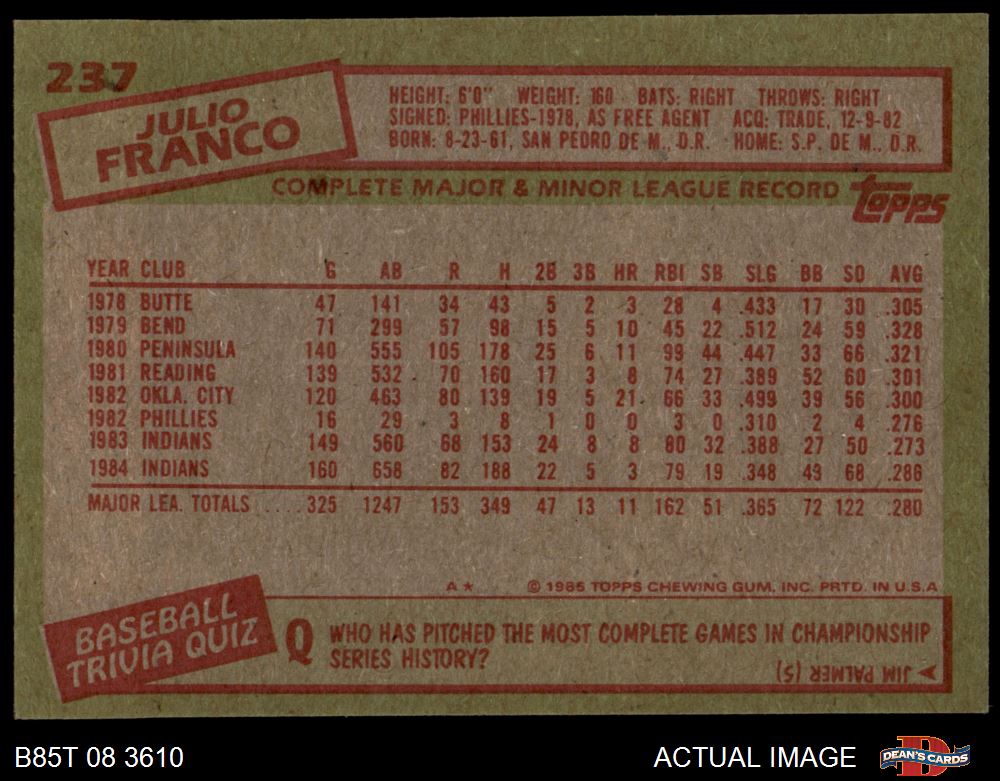 237
JULIO
FRANCO
HEIGHT: 6'0" WEIGHT: 160 BATS: RIGHT THROWS: RIGHT
SIGNED: PHILLIES-1978, AS FREE AGENT ACQ: TRADE, 12-9-82
BORN: 8-23-61, SAN PEDRO DE M., D.R. HOME: S.P. DE M., D.R.
COMPLETE MAJOR & MINOR LEAGUE RECORD
Topps
YEAR CLUB G AB R H 2B 3B HR RBI SB SLG BB SO AVG
1978 BUTTE 47 141 34 43 5 2 3 28 4 .433 17 30 .305
1979 BEND 71 299 57 98 15 5 10 45 22 .512 24 59 .328
1980 PENINSULA 140 555 105 178 25 6 11 99 44 .447 33 66 .321
1981 READING 139 532 70 160 17 3 8 74 27 .389 52 60 .301
1982 OKLA. CITY 120 463 80 139 19 5 21 66 33 .499 39 56 .300
1982 PHILLIES 16 29 3 8 1 0 0 3 0 .310 2 4 .276
1983 INDIANS 149 560 68 153 24 8 8 80 32 .388 27 50 .273
1984 INDIANS 160 658 82 188 22 5 3 79 19 .348 43 68 .286
MAJOR LEA. TOTALS .... 325 1247 153 349 47 13 11 162 51 .365 72 122 .280
A ★ © 1985 TOPPS CHEWING GUM, INC. PRTD. IN U.S.A.
BASEBALL
TRIVIA QUIZ
Q WHO HAS PITCHED THE MOST COMPLETE GAMES IN CHAMPIONSHIP
SERIES HISTORY?
JIM PALMER (5)
B85T 08 3610
ACTUAL IMAGE
DEAN'S CARDS